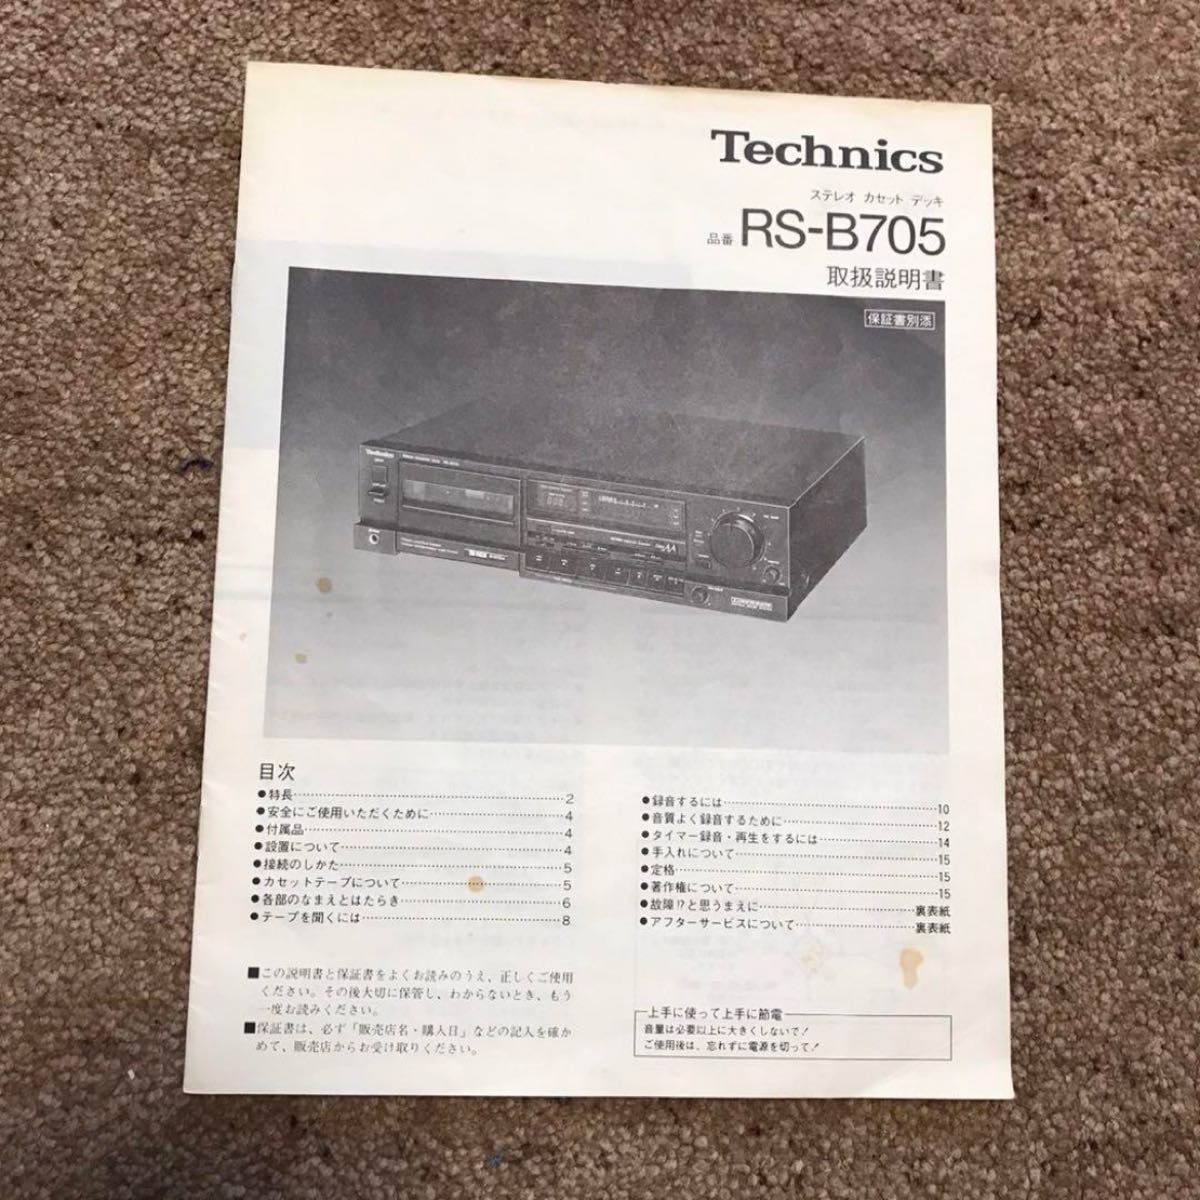 Technics
ステレオ カセット デッキ
品番 RS-B705
取扱説明書
保証書別添
Technics
目次
●特長 2
●安全にご使用いただくために 4
●付属品 4
●設置について 4
●接続のしかた 5
●カセットテープについて 5
●各部のなまえとはたらき 6
●テープを聞くには 8
●録音するには 10
●音質よく録音するために 12
●タイマー録音・再生をするには 14
●手入れについて 15
●定格 15
●著作権について 15
●故障!?と思うまえに 裏表紙
●アフターサービスについて 裏表紙
■この説明書と保証書をよくお読みのうえ、正しくご使用
ください。その後大切に保管し、わからないとき、もう
一度お読みください。
■保証書は、必ず「販売店名・購入日」などの記入を確か
めて、販売店からお受け取りください。
上手に使って上手に節電
音量は必要以上に大きくしないで!
ご使用後は、忘れずに電源を切って!